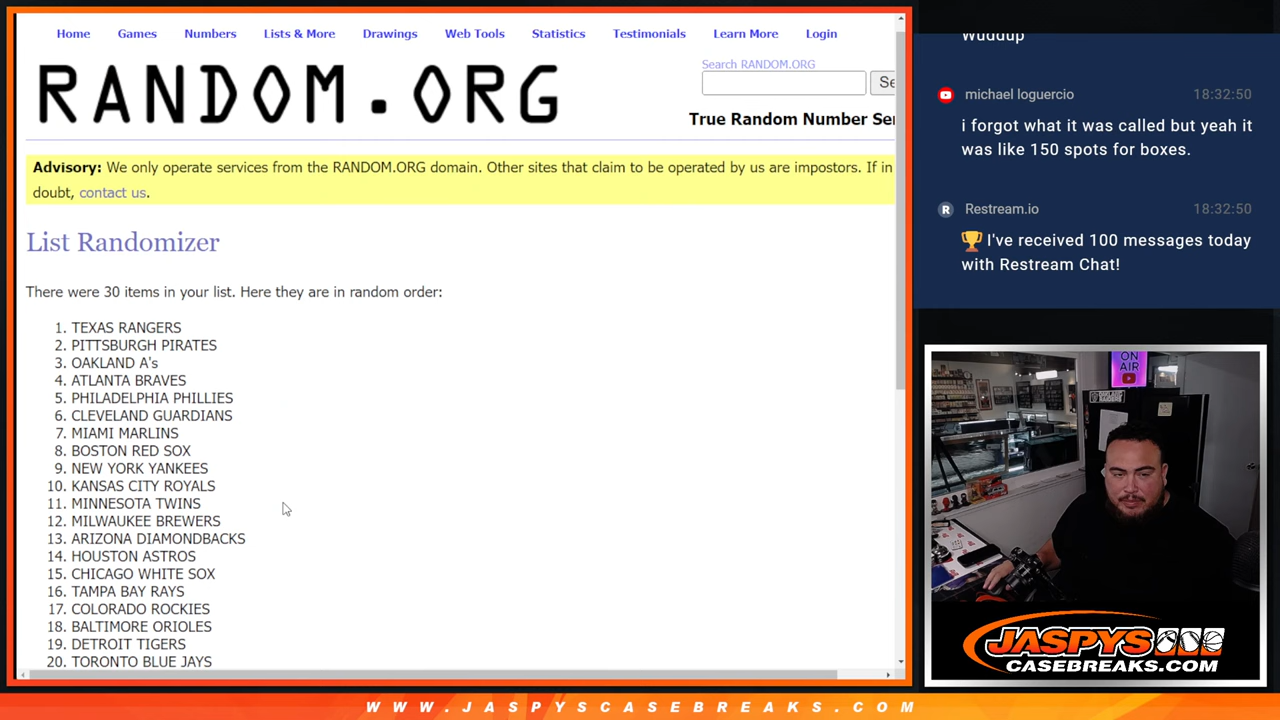 Home Games Numbers Lists & More Drawings Web Tools Statistics Testimonials Learn More Login
RANDOM.ORG
Search RANDOM.ORG
True Random Number Ser
Advisory: We only operate services from the RANDOM.ORG domain. Other sites that claim to be operated by us are impostors. If in
doubt, contact us.
List Randomizer
There were 30 items in your list. Here they are in random order:
1. TEXAS RANGERS
2. PITTSBURGH PIRATES
3. OAKLAND A's
4. ATLANTA BRAVES
5. PHILADELPHIA PHILLIES
6. CLEVELAND GUARDIANS
7. MIAMI MARLINS
8. BOSTON RED SOX
9. NEW YORK YANKEES
10. KANSAS CITY ROYALS
11. MINNESOTA TWINS
12. MILWAUKEE BREWERS
13. ARIZONA DIAMONDBACKS
14. HOUSTON ASTROS
15. CHICAGO WHITE SOX
16. TAMPA BAY RAYS
17. COLORADO ROCKIES
18. BALTIMORE ORIOLES
19. DETROIT TIGERS
20. TORONTO BLUE JAYS
Wuddup
michael loguercio 18:32:50
i forgot what it was called but yeah it
was like 150 spots for boxes.
R Restream.io 18:32:50
🏆 I've received 100 messages today
with Restream Chat!
ON
AIR
JASPYS
CASEBREAKS.COM
WWW.JASPYSCASEBREAKS.COM